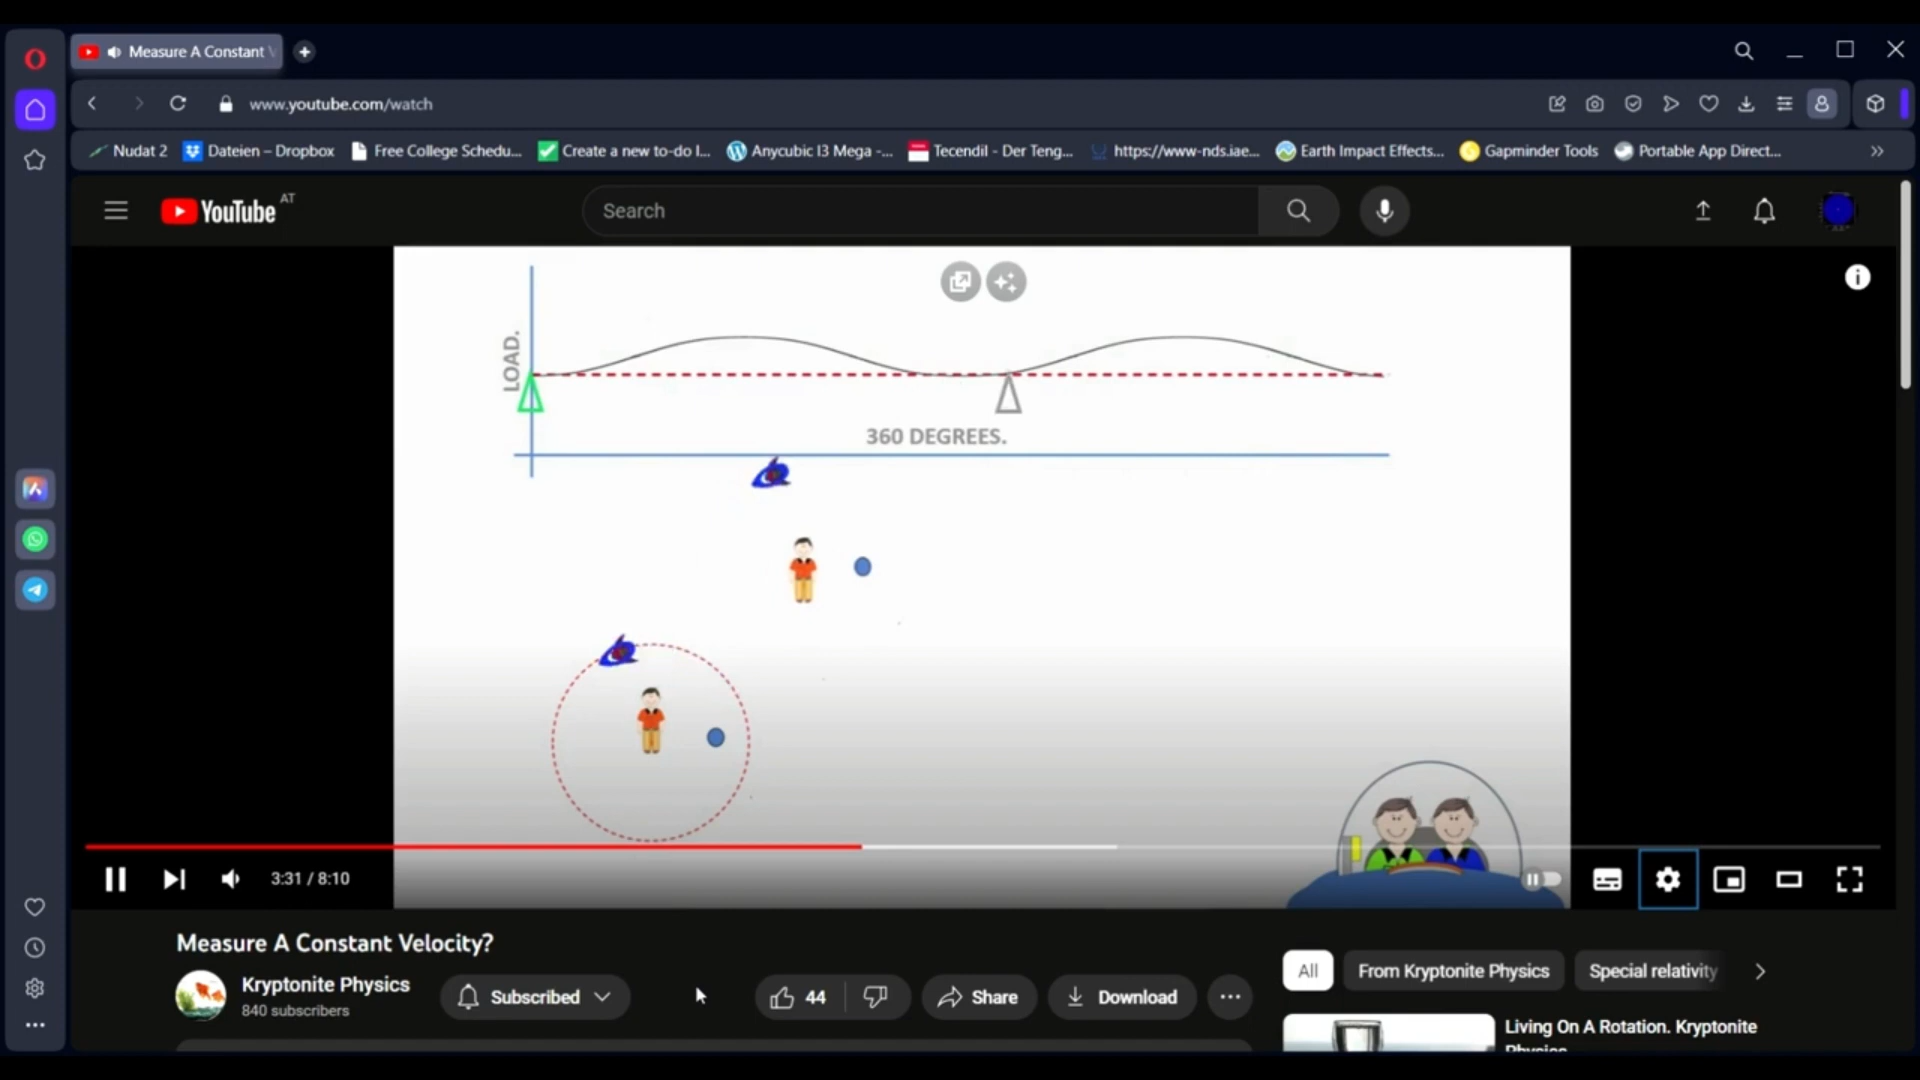 Measure A Constant V
www.youtube.com/watch
Nudat 2
Dateien – Dropbox
Free College Schedu...
Create a new to-do l...
Anycubic I3 Mega -...
Tecendil - Der Teng...
https://www-nds.iae...
Earth Impact Effects...
Gapminder Tools
Portable App Direct...
YouTube AT
Search
LOAD.
360 DEGREES.
3:31 / 8:10
Measure A Constant Velocity?
Kryptonite Physics
840 subscribers
Subscribed
44
Share
Download
All
From Kryptonite Physics
Special relativity
Living On A Rotation. Kryptonite
Physics